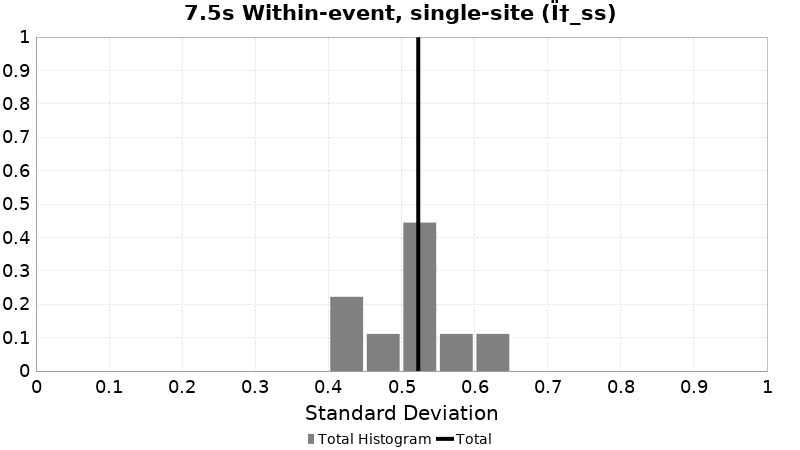 7.5s Within-event, single-site (Ï†_ss)
1
0.9
0.8
0.7
0.6
0.5
0.4
0.3
0.2
0.1
0
0 0.1 0.2 0.3 0.4 0.5 0.6 0.7 0.8 0.9 1
Standard Deviation
Total Histogram Total